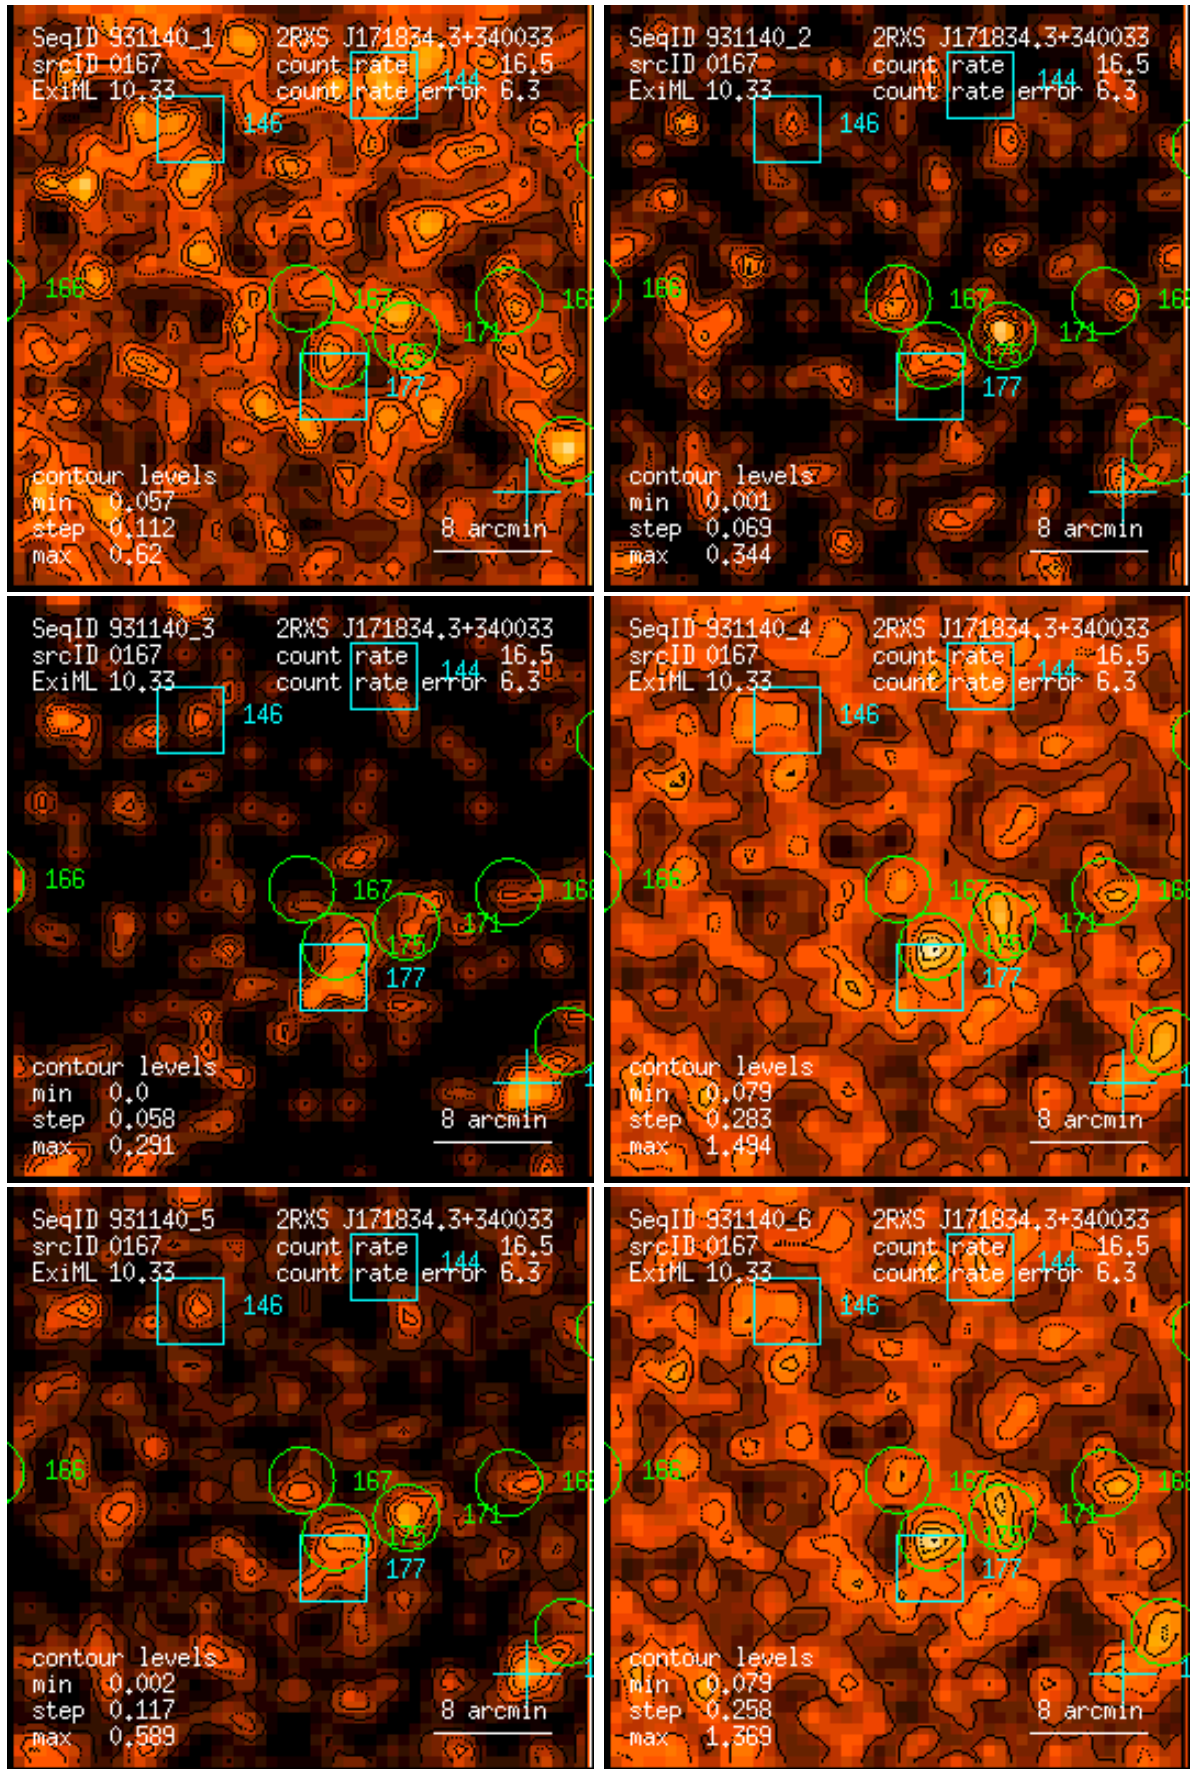 SeqID 931140_1 2RXS J171834.3+340033
srcID 0167 count rate 16.5
ExiML 10.33 count rate error 6.3
144
146
166
167
168
171
175
177
contour levels
min 0.057
step 0.112
max 0.62
8 arcmin
SeqID 931140_2 2RXS J171834.3+340033
srcID 0167 count rate 16.5
ExiML 10.33 count rate error 6.3
144
146
166
167
168
171
175
177
contour levels
min 0.001
step 0.069
max 0.344
8 arcmin
SeqID 931140_3 2RXS J171834.3+340033
srcID 0167 count rate 16.5
ExiML 10.33 count rate error 6.3
144
146
166
167
168
171
175
177
contour levels
min 0.0
step 0.058
max 0.291
8 arcmin
SeqID 931140_4 2RXS J171834.3+340033
srcID 0167 count rate 16.5
ExiML 10.33 count rate error 6.3
144
146
166
167
168
171
175
177
contour levels
min 0.079
step 0.283
max 1.494
8 arcmin
SeqID 931140_5 2RXS J171834.3+340033
srcID 0167 count rate 16.5
ExiML 10.33 count rate error 6.3
144
146
166
167
168
171
175
177
contour levels
min 0.002
step 0.117
max 0.589
8 arcmin
SeqID 931140_6 2RXS J171834.3+340033
srcID 0167 count rate 16.5
ExiML 10.33 count rate error 6.3
144
146
166
167
168
171
175
177
contour levels
min 0.079
step 0.258
max 1.369
8 arcmin